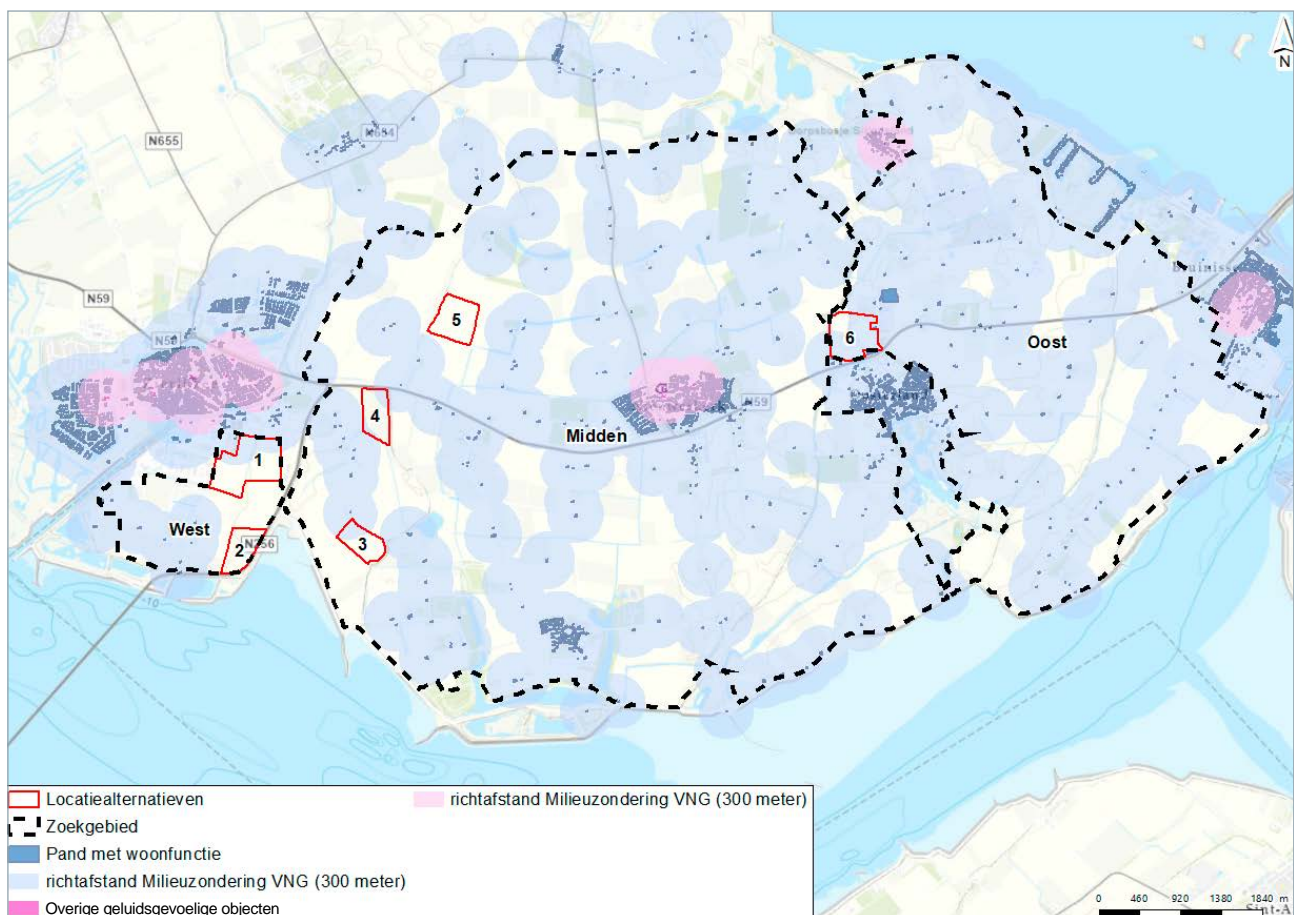 N
N655
N654
N59
N59
5
6
Oost
4
N59
Midden
1
West
2
N256
3
-10
Locatiealternatieven
richtafstand Milieuzondering VNG (300 meter)
Zoekgebied
Pand met woonfunctie
richtafstand Milieuzondering VNG (300 meter)
Overige geluidsgevoelige objecten
0 460 920 1380 1840 m
Sint-A